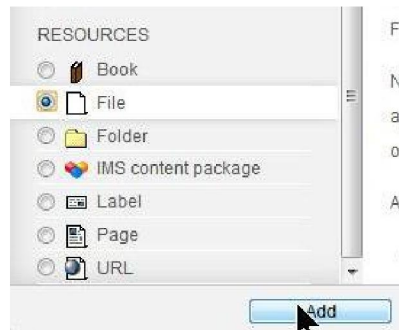 RESOURCES
Book
File
Folder
IMS content package
Label
Page
URL
Add